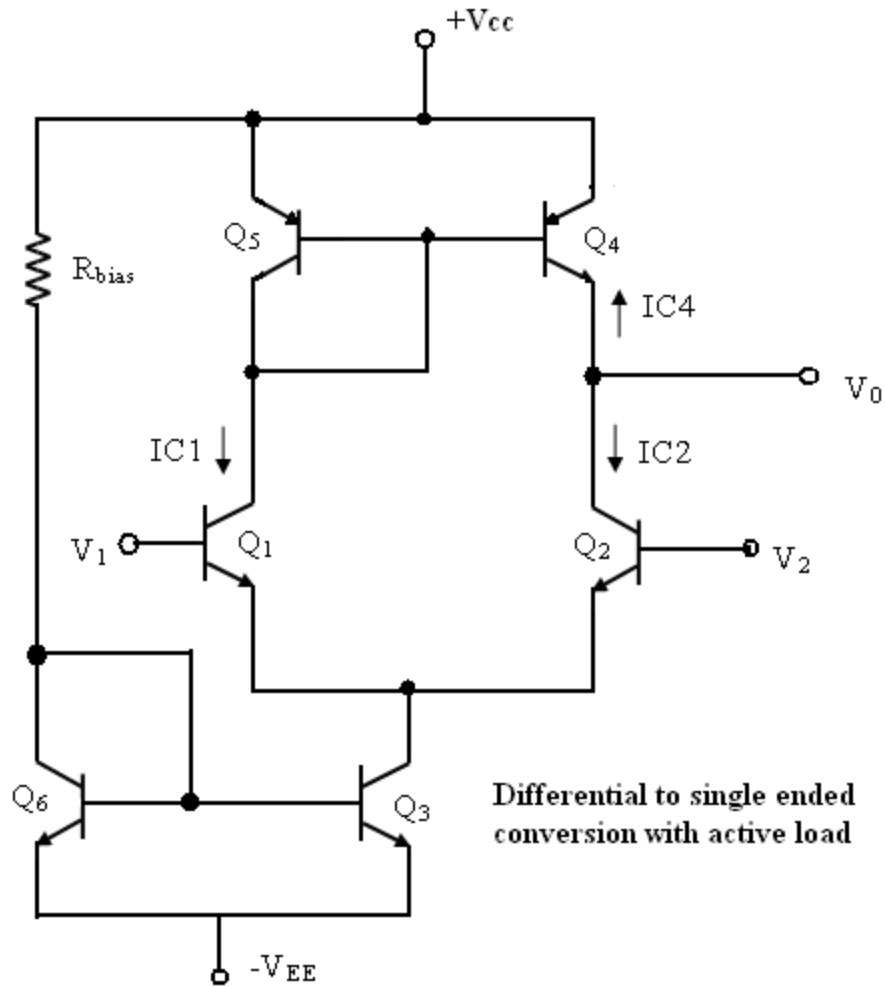 +Vcc
Q5
Q4
Rbias
IC4
V0
IC1
IC2
V1
Q1
Q2
V2
Q6
Q3
Differential to single ended
conversion with active load
-VEE